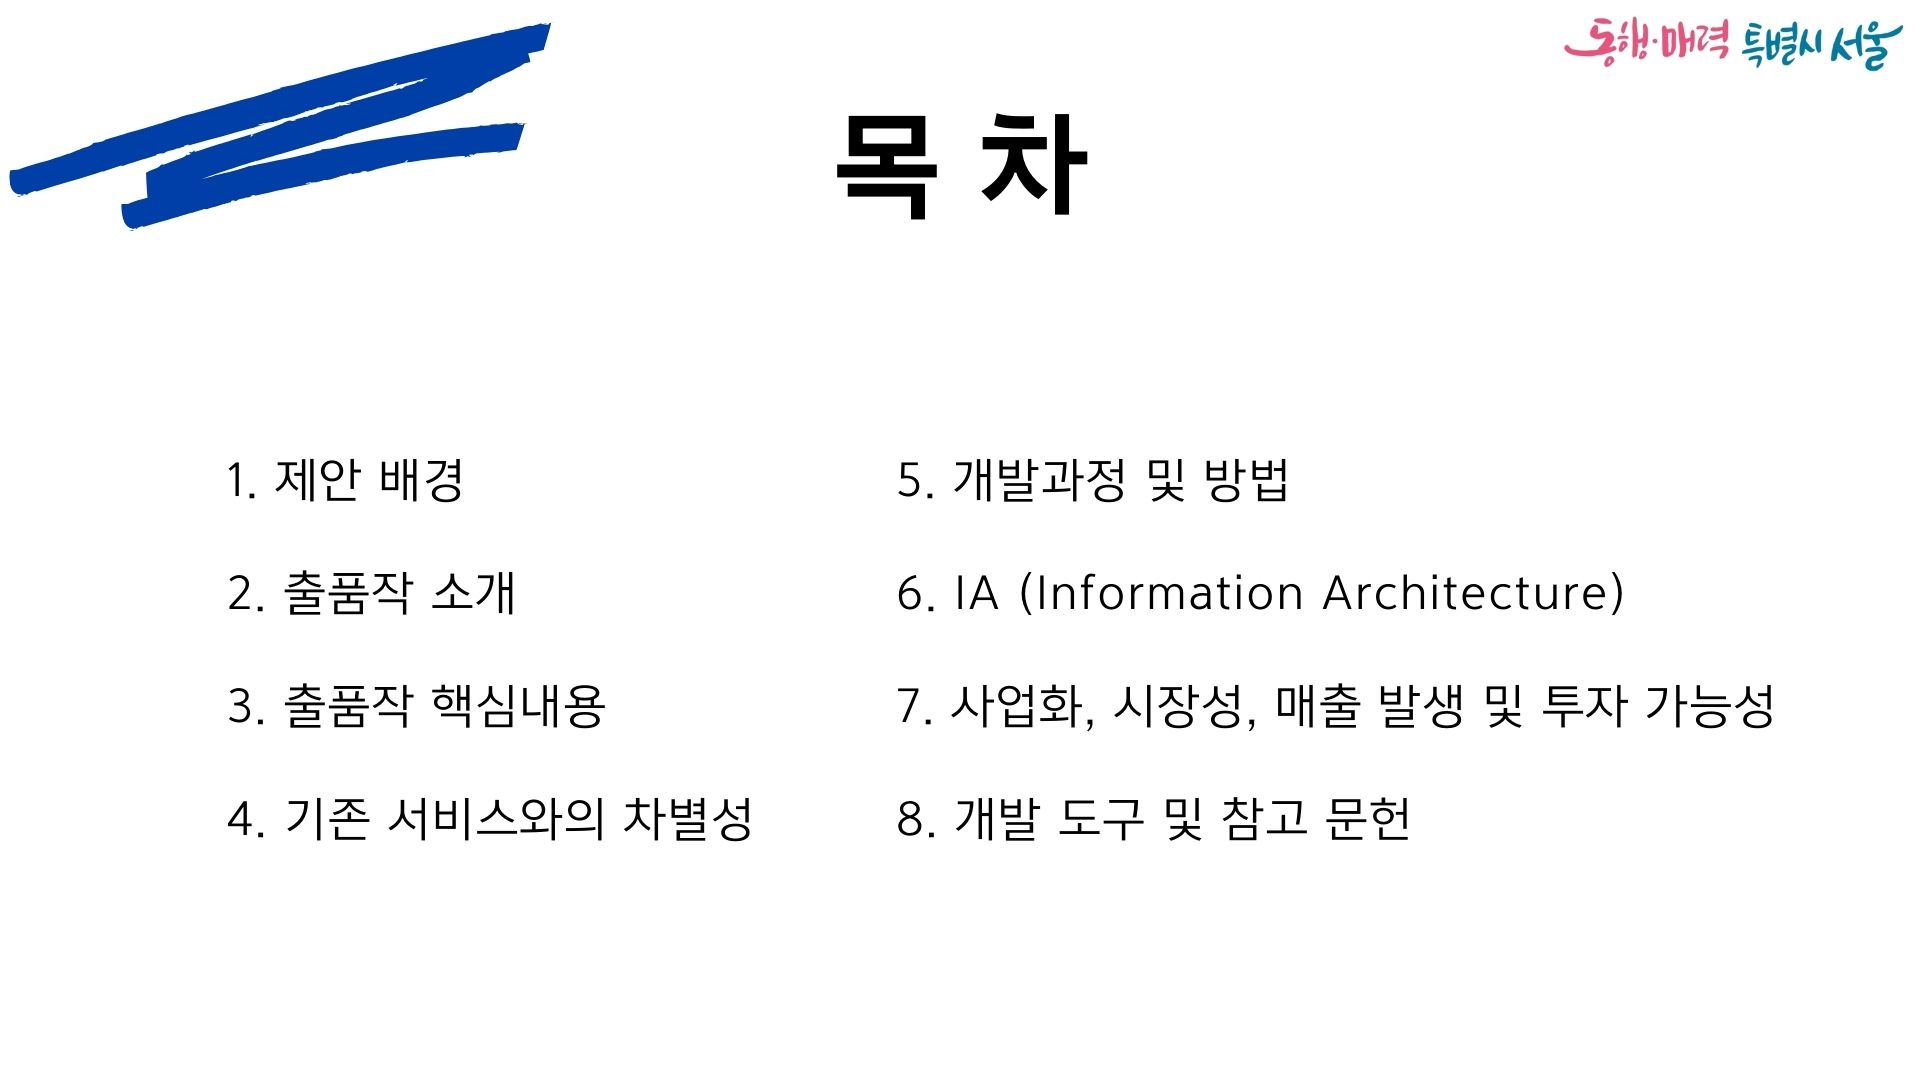 동행·매력 특별시 서울
목 차
1. 제안 배경
2. 출품작 소개
3. 출품작 핵심내용
4. 기존 서비스와의 차별성
5. 개발과정 및 방법
6. IA (Information Architecture)
7. 사업화, 시장성, 매출 발생 및 투자 가능성
8. 개발 도구 및 참고 문헌